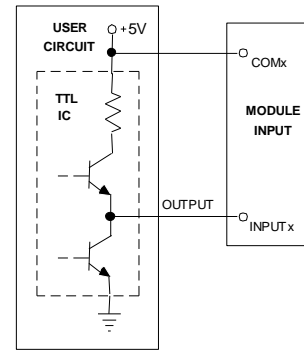 USER
CIRCUIT
+5V
TTL
IC
COMx
MODULE
INPUT
OUTPUT
INPUTx